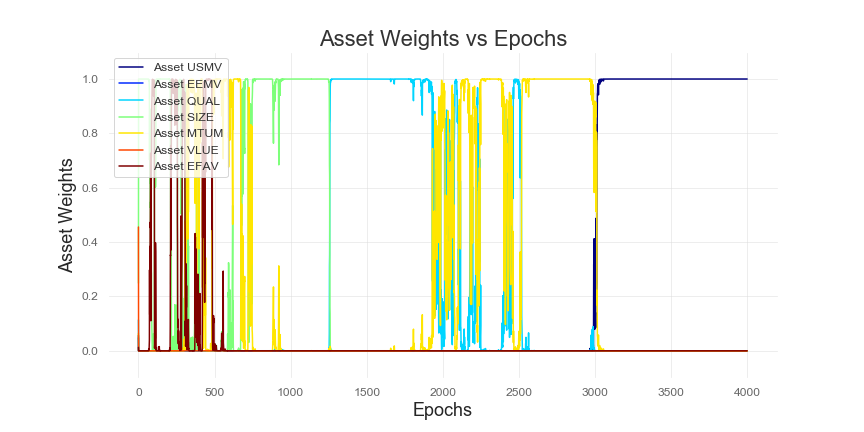 Asset Weights vs Epochs
Asset USMV
Asset EEMV
Asset QUAL
Asset SIZE
Asset MTUM
Asset VLUE
Asset EFAV
Asset Weights
1.0
0.8
0.6
0.4
0.2
0.0
0
500
1000
1500
2000
2500
3000
3500
4000
Epochs